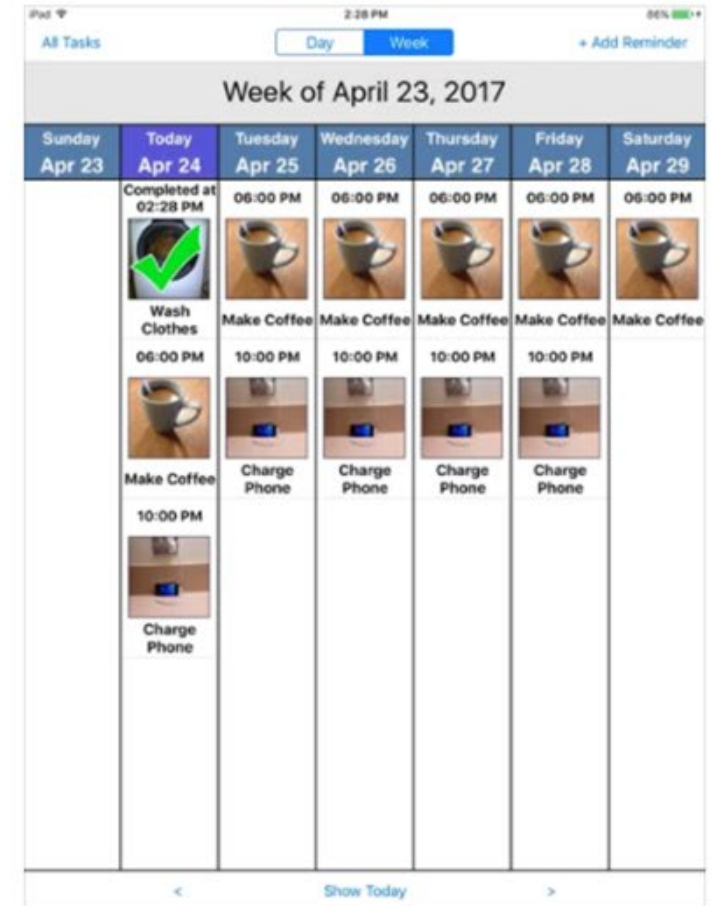 iPad 2:28 PM 86%
All Tasks Day Week + Add Reminder
Week of April 23, 2017
Sunday Today Tuesday Wednesday Thursday Friday Saturday
Apr 23 Apr 24 Apr 25 Apr 26 Apr 27 Apr 28 Apr 29
Completed at
02:28 PM
06:00 PM 06:00 PM 06:00 PM 06:00 PM 06:00 PM
Wash
Clothes
Make Coffee Make Coffee Make Coffee Make Coffee Make Coffee
06:00 PM 10:00 PM 10:00 PM 10:00 PM 10:00 PM
Make Coffee
Charge Charge Charge Charge
Phone Phone Phone Phone
10:00 PM
Charge
Phone
< Show Today >